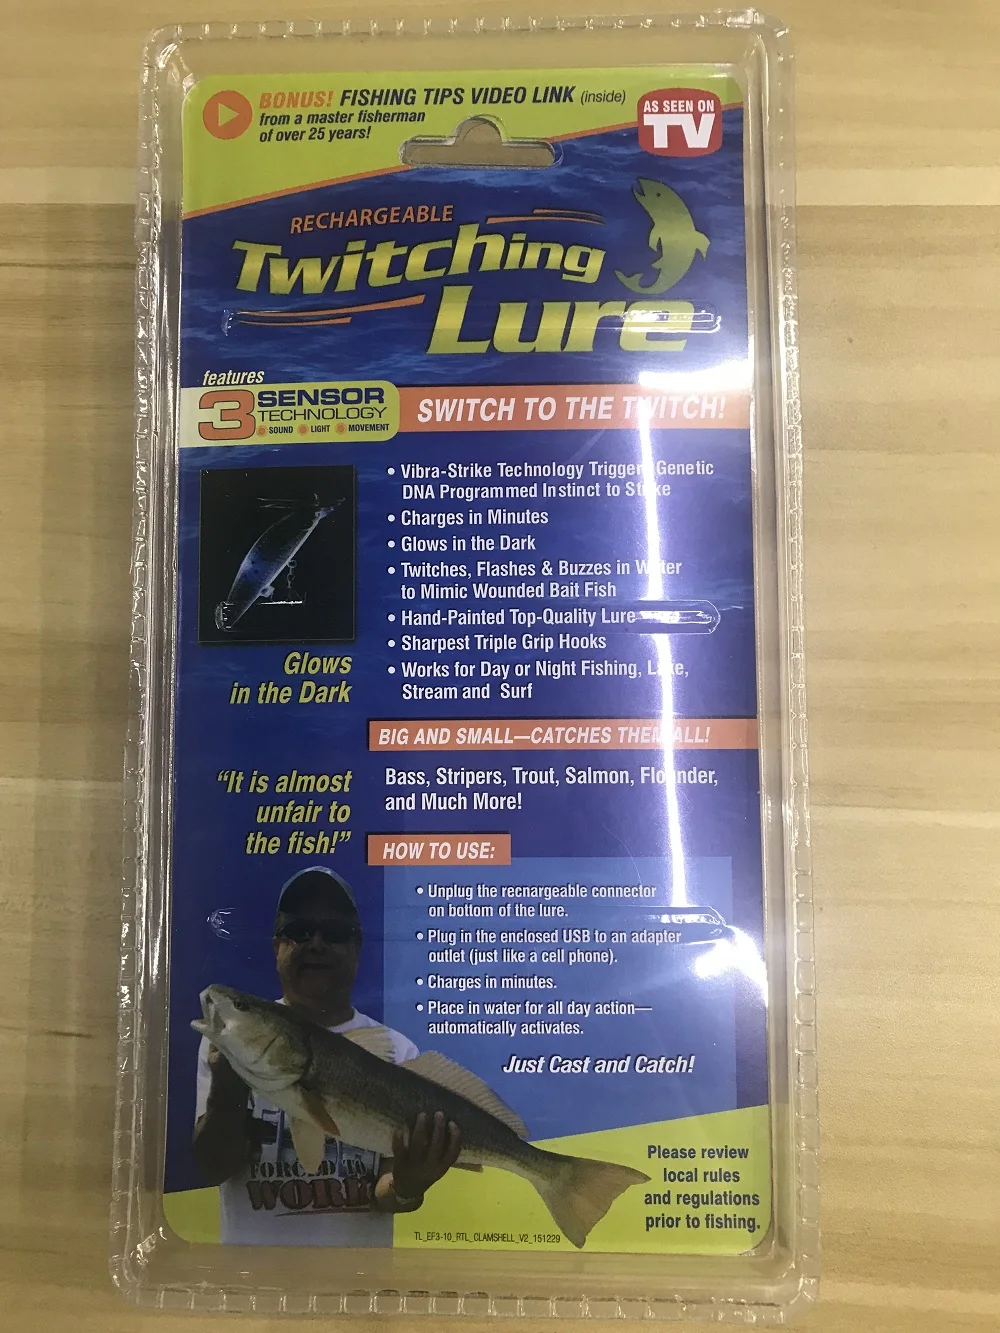 BONUS! FISHING TIPS VIDEO LINK (inside)
from a master fisherman
of over 25 years!
AS SEEN ON
TV
RECHARGEABLE
Twitching
Lure
features
3 SENSOR
TECHNOLOGY
SOUND LIGHT MOVEMENT
SWITCH TO THE TWITCH!
• Vibra-Strike Technology Triggers Genetic
DNA Programmed Instinct to Strike
• Charges in Minutes
• Glows in the Dark
• Twitches, Flashes & Buzzes in Water
to Mimic Wounded Bait Fish
• Hand-Painted Top-Quality Lure
• Sharpest Triple Grip Hooks
• Works for Day or Night Fishing, Lake,
Stream and Surf
Glows
in the Dark
BIG AND SMALL—CATCHES THEM ALL!
Bass, Stripers, Trout, Salmon, Flounder,
and Much More!
"It is almost
unfair to
the fish!"
HOW TO USE:
• Unplug the recnargeable connector
on bottom of the lure.
• Plug in the enclosed USB to an adapter
outlet (just like a cell phone).
• Charges in minutes.
• Place in water for all day action—
automatically activates.
Just Cast and Catch!
FORCED TO
WORK
Please review
local rules
and regulations
prior to fishing.
TL_EF3-10_RTL_CLAMSHELL_V2_151229